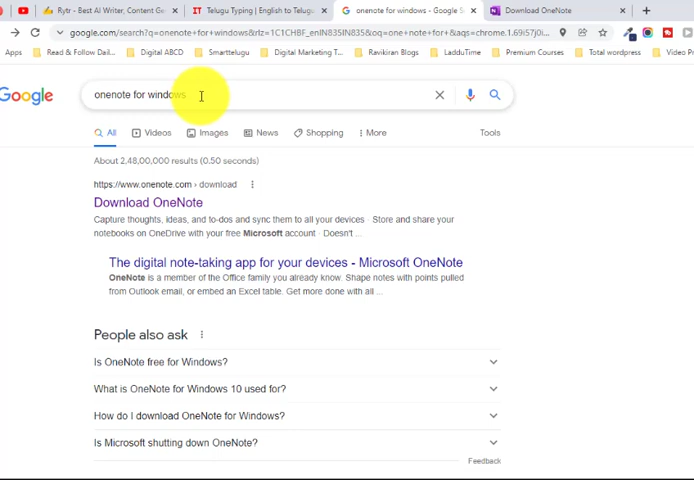 Rytr - Best AI Writer, Content Ge
Telugu Typing | English to Telugu
onenote for windows - Google S
Download OneNote
google.com/search?q=onenote+for+windows&rlz=1C1CHBF_enIN835IN835&oq=one+note+for+&aqs=chrome.1.69i57j0i...
Apps
Read & Do Follow...
Digital ABCD
Smarttelugu
Digital Marketing T...
Ravikiran Blogs
LadduTime
Premium Courses
Total wordpress
Video Pr
Google
onenote for windows
All
Videos
Images
News
Shopping
More
Tools
About 2,48,00,000 results (0.50 seconds)
https://www.onenote.com › download
Download OneNote
Capture thoughts, ideas, and to-dos and sync them to all your devices · Store and share your
notebooks on OneDrive with your free Microsoft account · Doesn't ...
The digital note-taking app for your devices - Microsoft OneNote
OneNote is a member of the Office family you already know. Shape notes with points pulled
from Outlook email, or embed an Excel table. Get more done with all ...
People also ask
Is OneNote free for Windows?
What is OneNote for Windows 10 used for?
How do I download OneNote for Windows?
Is Microsoft shutting down OneNote?
Feedback